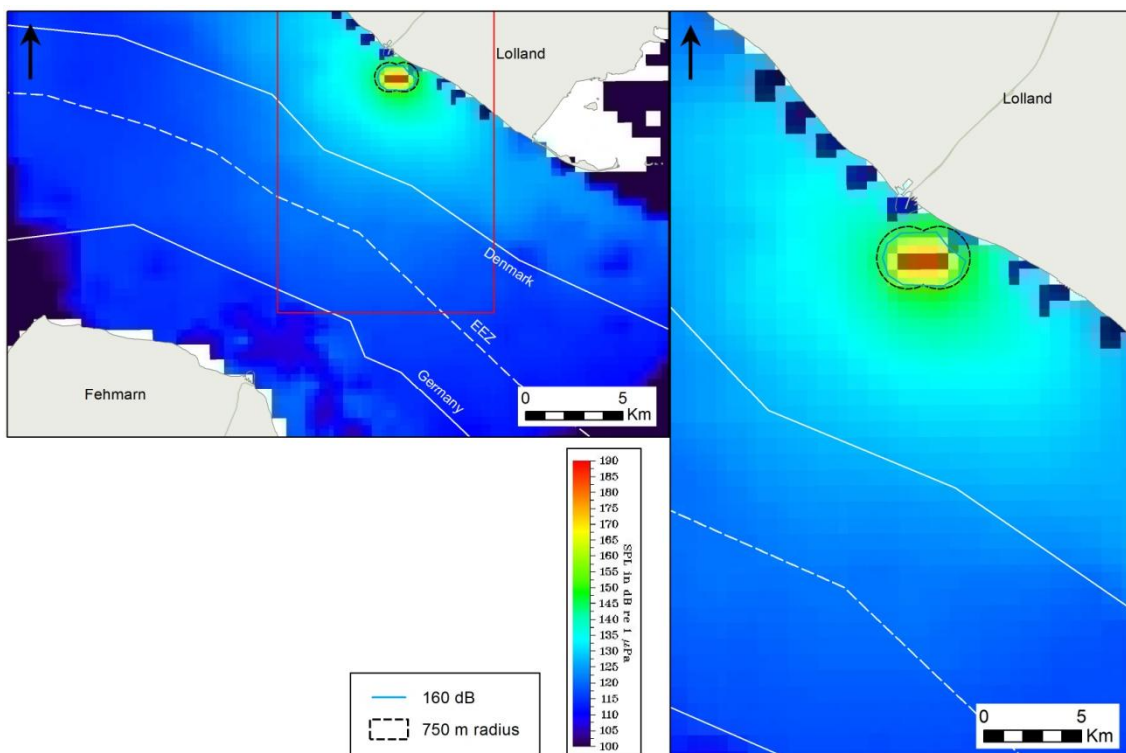 Lolland
Denmark
EEZ
Germany
Fehmarn
0 5
Km
Lolland
0 5
Km
190
185
180
175
170
165
160
155
150
145
140
135
130
125
120
115
110
105
100
SPL in dB re 1 μPa
160 dB
750 m radius